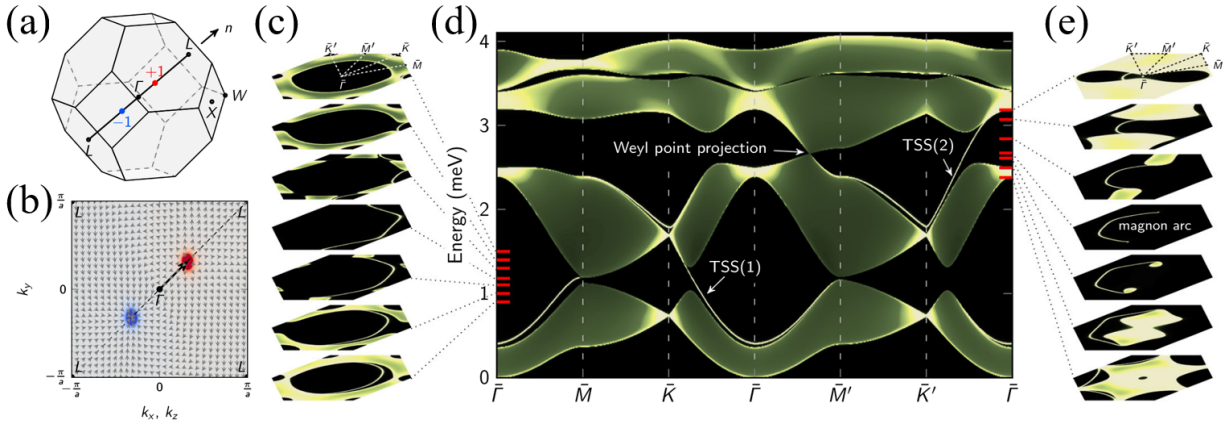 (a)
n
L
+1
Γ
W
X
−1
L
(b)
π/a
L
L
k_y
0
Γ
L
L
−π/a
−π/a
0
π/a
k_x, k_z
(c)
K̄′
M̄′
K̄
M̄
Γ̄
(d)
Energy (meV)
4
3
2
1
0
Weyl point projection
TSS(2)
TSS(1)
Γ̄
M̄
K̄
Γ̄
M̄′
K̄′
Γ̄
(e)
K̄′
M̄′
K̄
M̄
Γ̄
magnon arc